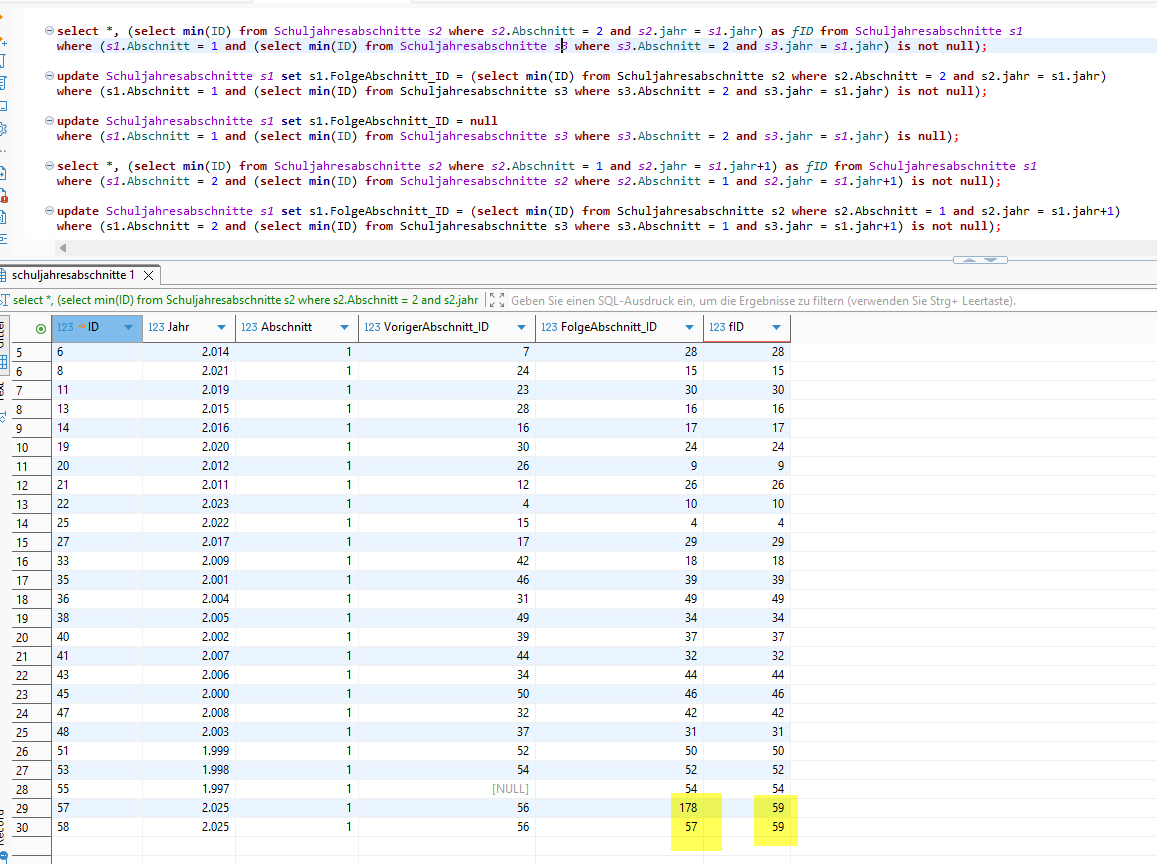 select *, (select min(ID) from Schuljahresabschnitte s2 where s2.Abschnitt = 2 and s2.jahr = s1.jahr) as fID from Schuljahresabschnitte s1
where (s1.Abschnitt = 1 and (select min(ID) from Schuljahresabschnitte s3 where s3.Abschnitt = 2 and s3.jahr = s1.jahr) is not null);
update Schuljahresabschnitte s1 set s1.FolgeAbschnitt_ID = (select min(ID) from Schuljahresabschnitte s2 where s2.Abschnitt = 2 and s2.jahr = s1.jahr)
where (s1.Abschnitt = 1 and (select min(ID) from Schuljahresabschnitte s3 where s3.Abschnitt = 2 and s3.jahr = s1.jahr) is not null);
update Schuljahresabschnitte s1 set s1.FolgeAbschnitt_ID = null
where (s1.Abschnitt = 1 and (select min(ID) from Schuljahresabschnitte s3 where s3.Abschnitt = 2 and s3.jahr = s1.jahr) is null);
select *, (select min(ID) from Schuljahresabschnitte s2 where s2.Abschnitt = 1 and s2.jahr = s1.jahr+1) as fID from Schuljahresabschnitte s1
where (s1.Abschnitt = 2 and (select min(ID) from Schuljahresabschnitte s2 where s2.Abschnitt = 1 and s2.jahr = s1.jahr+1) is not null);
update Schuljahresabschnitte s1 set s1.FolgeAbschnitt_ID = (select min(ID) from Schuljahresabschnitte s2 where s2.Abschnitt = 1 and s2.jahr = s1.jahr+1)
where (s1.Abschnitt = 2 and (select min(ID) from Schuljahresabschnitte s3 where s3.Abschnitt = 1 and s3.jahr = s1.jahr+1) is not null);
schuljahresabschnitte 1
select *, (select min(ID) from Schuljahresabschnitte s2 where s2.Abschnitt = 2 and s2.jahr Geben Sie einen SQL-Ausdruck ein, um die Ergebnisse zu filtern (verwenden Sie Strg+ Leertaste).
123 ID 123 Jahr 123 Abschnitt 123 VorigerAbschnitt_ID 123 FolgeAbschnitt_ID 123 fID
5 6 2.014 1 7 28 28
6 8 2.021 1 24 15 15
7 11 2.019 1 23 30 30
8 13 2.015 1 28 16 16
9 14 2.016 1 16 17 17
10 19 2.020 1 30 24 24
11 20 2.012 1 26 9 9
12 21 2.011 1 12 26 26
13 22 2.023 1 4 10 10
14 25 2.022 1 15 4 4
15 27 2.017 1 17 29 29
16 33 2.009 1 42 18 18
17 35 2.001 1 46 39 39
18 36 2.004 1 31 49 49
19 38 2.005 1 49 34 34
20 40 2.002 1 39 37 37
21 41 2.007 1 44 32 32
22 43 2.006 1 34 44 44
23 45 2.000 1 50 46 46
24 47 2.008 1 32 42 42
25 48 2.003 1 37 31 31
26 51 1.999 1 52 50 50
27 53 1.998 1 54 52 52
28 55 1.997 1 [NULL] 54 54
29 57 2.025 1 56 178 59
30 58 2.025 1 56 57 59